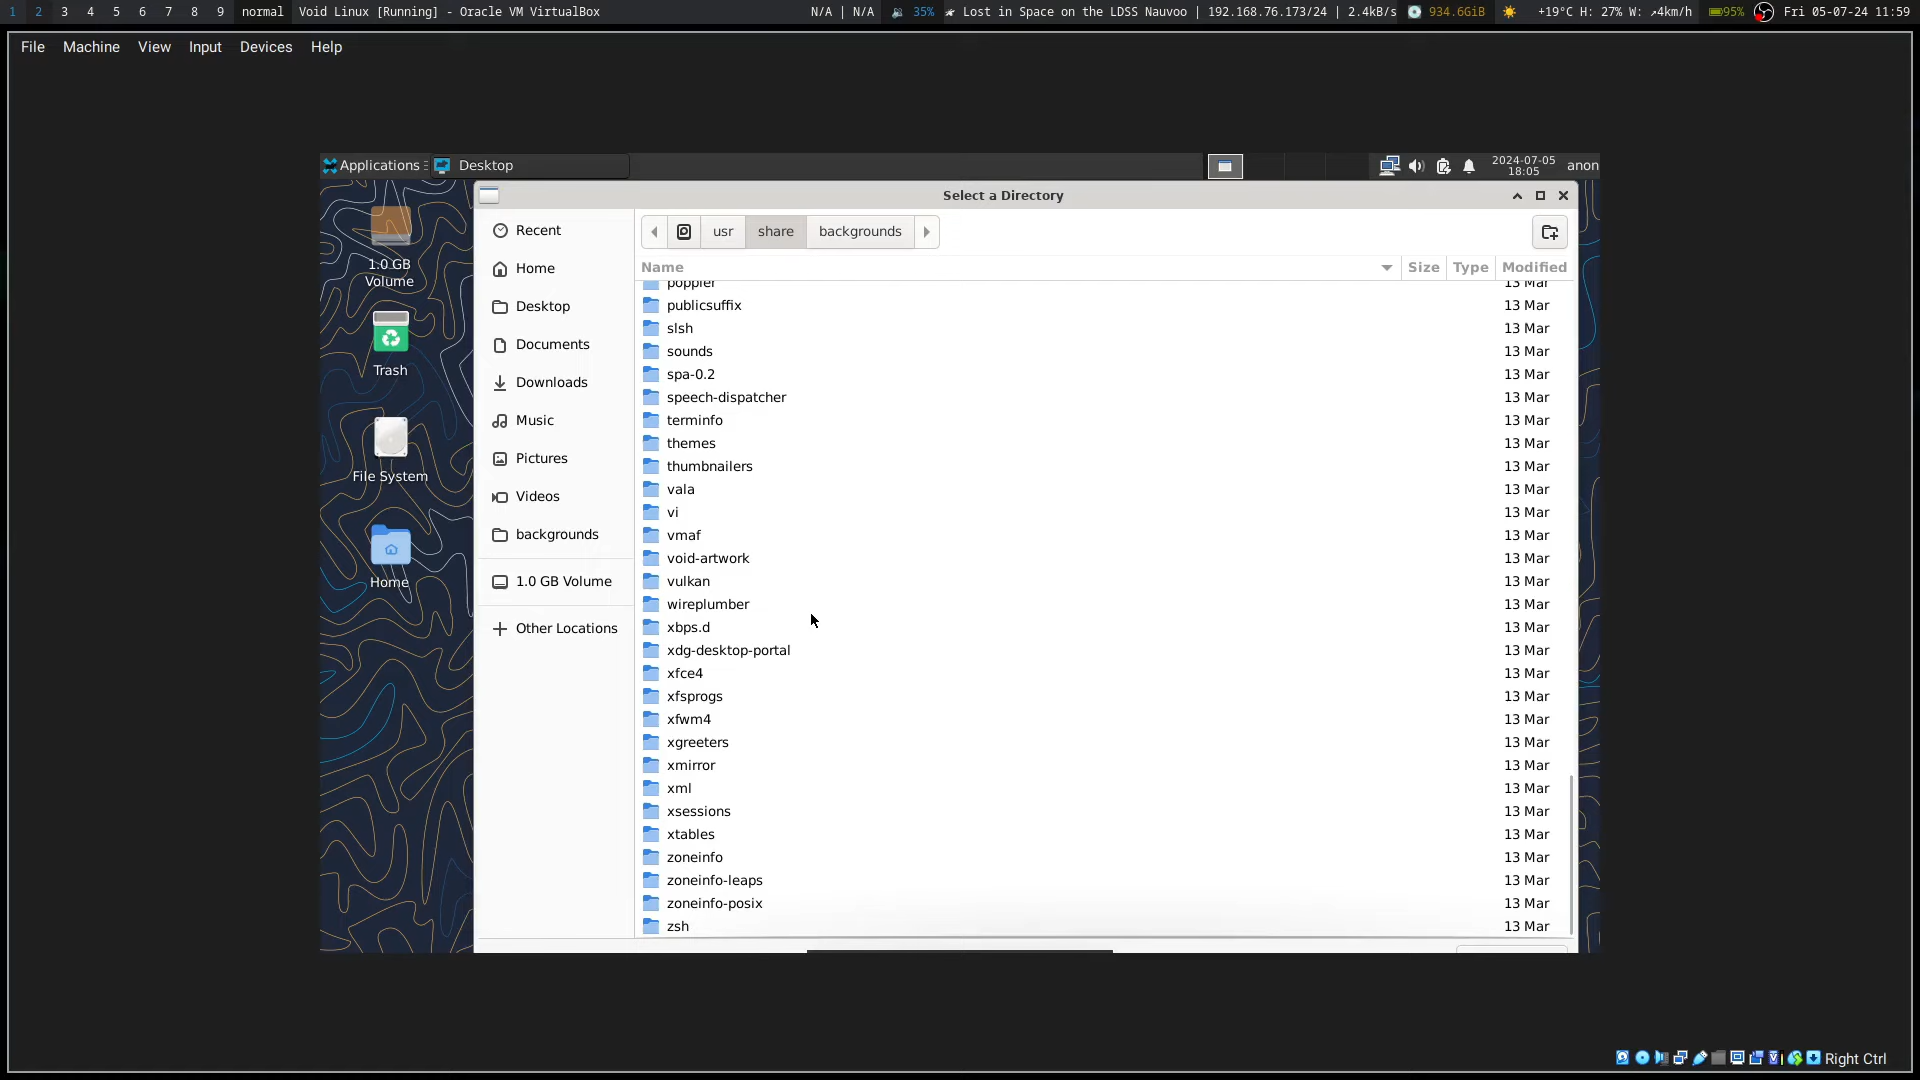 1 2 3 4 5 6 7 8 9 normal Void Linux [Running] - Oracle VM VirtualBox N/A | N/A 35% Lost in Space on the LDSS Nauvoo | 192.168.76.173/24 | 2.4kB/s 934.6GiB +19°C H: 27% W: ↗4km/h 95% Fri 05-07-24 11:59
File Machine View Input Devices Help
Applications Desktop 2024-07-05 anon
18:05
Select a Directory
usr share backgrounds
Name Size Type Modified
1.0 GB
Volume
Trash
File System
Home
Recent
Home
Desktop
Documents
Downloads
Music
Pictures
Videos
backgrounds
1.0 GB Volume
Other Locations
poppler 13 Mar
publicsuffix 13 Mar
slsh 13 Mar
sounds 13 Mar
spa-0.2 13 Mar
speech-dispatcher 13 Mar
terminfo 13 Mar
themes 13 Mar
thumbnailers 13 Mar
vala 13 Mar
vi 13 Mar
vmaf 13 Mar
void-artwork 13 Mar
vulkan 13 Mar
wireplumber 13 Mar
xbps.d 13 Mar
xdg-desktop-portal 13 Mar
xfce4 13 Mar
xfsprogs 13 Mar
xfwm4 13 Mar
xgreeters 13 Mar
xmirror 13 Mar
xml 13 Mar
xsessions 13 Mar
xtables 13 Mar
zoneinfo 13 Mar
zoneinfo-leaps 13 Mar
zoneinfo-posix 13 Mar
zsh 13 Mar
Right Ctrl